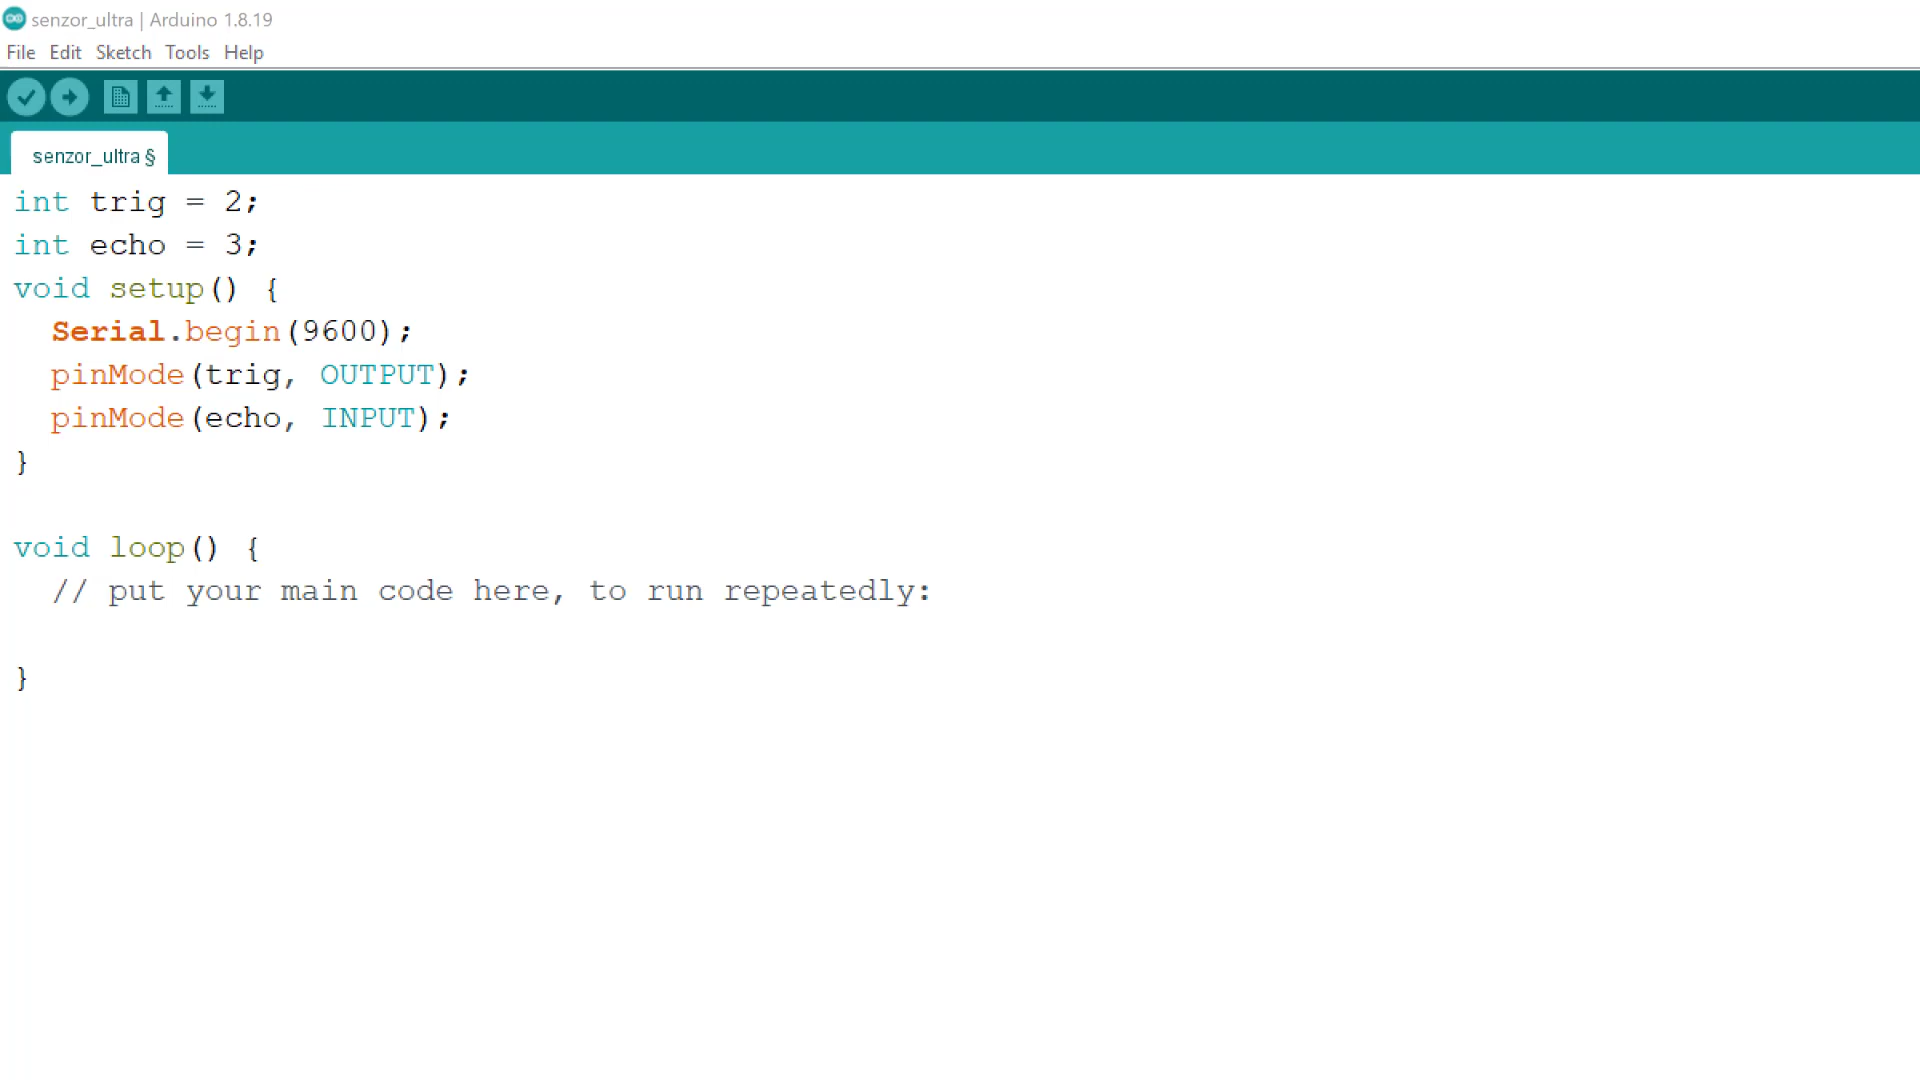 senzor_ultra | Arduino 1.8.19
File Edit Sketch Tools Help
senzor_ultra §
int trig = 2;
int echo = 3;
void setup() {
  Serial.begin(9600);
  pinMode(trig, OUTPUT);
  pinMode(echo, INPUT);
}
void loop() {
  // put your main code here, to run repeatedly:
}